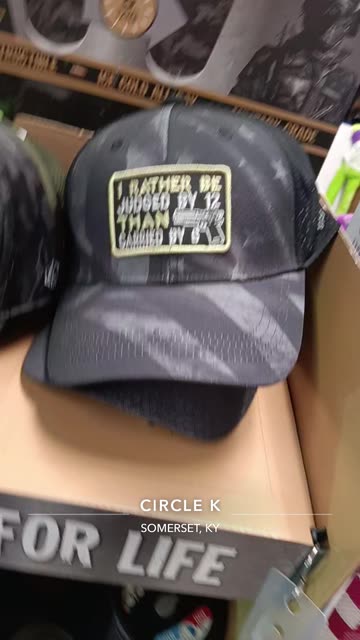 I RATHER BE
JUDGED BY 12
THAN
CARRIED BY 6
CIRCLE K
SOMERSET, KY
FOR LIFE